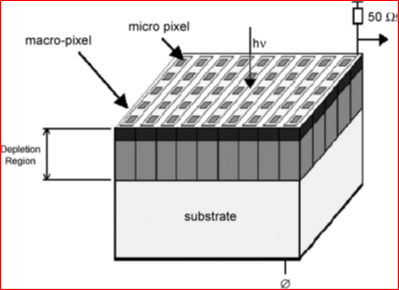 50 Ω
micro pixel
macro-pixel
hν
Depletion
Region
substrate